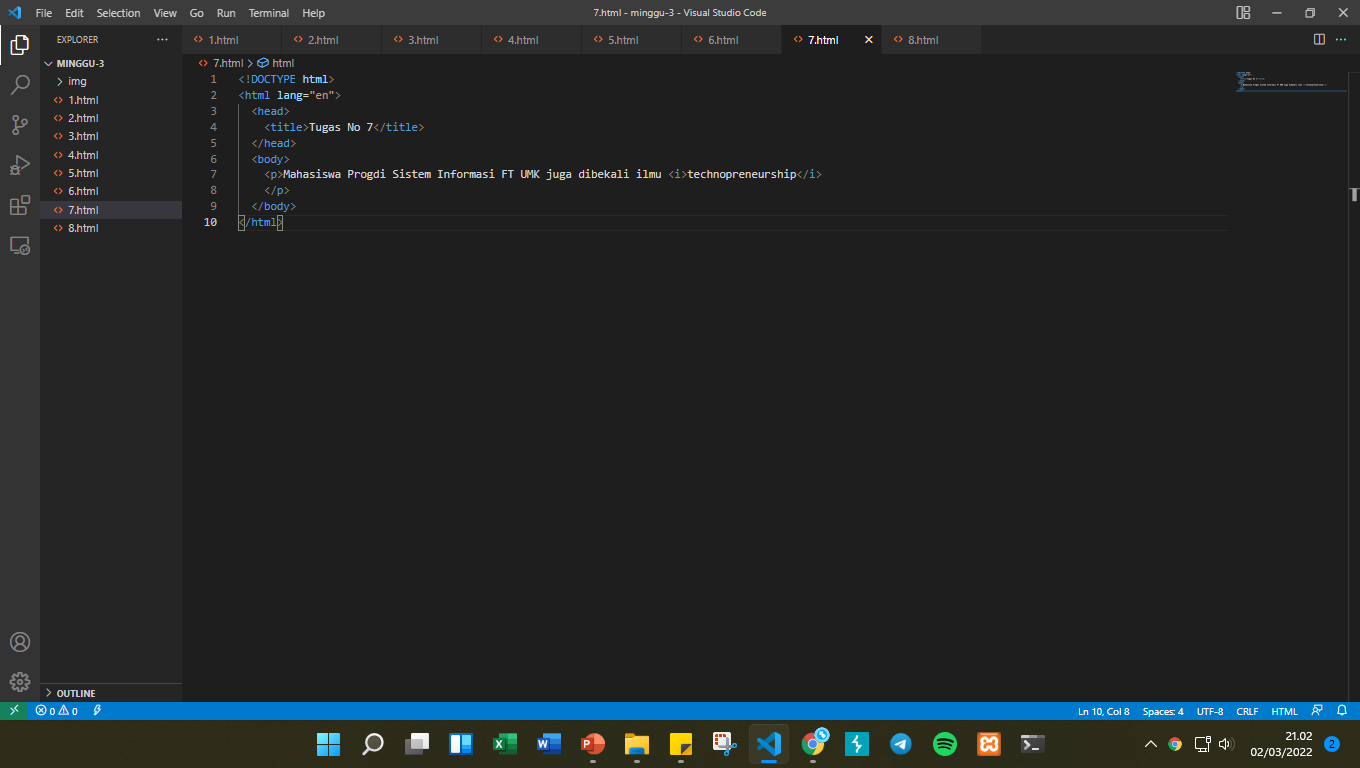 File Edit Selection View Go Run Terminal Help
7.html - minggu-3 - Visual Studio Code
EXPLORER
1.html 2.html 3.html 4.html 5.html 6.html 7.html 8.html
MINGGU-3
img
1.html
2.html
3.html
4.html
5.html
6.html
7.html
8.html
7.html > html
1 <!DOCTYPE html>
2 <html lang="en">
3 <head>
4 <title>Tugas No 7</title>
5 </head>
6 <body>
7 <p>Mahasiswa Progdi Sistem Informasi FT UMK juga dibekali ilmu <i>technopreneurship</i>
8 </p>
9 </body>
10 </html>
OUTLINE
0 0
Ln 10, Col 8 Spaces: 4 UTF-8 CRLF HTML
21.02
02/03/2022
2